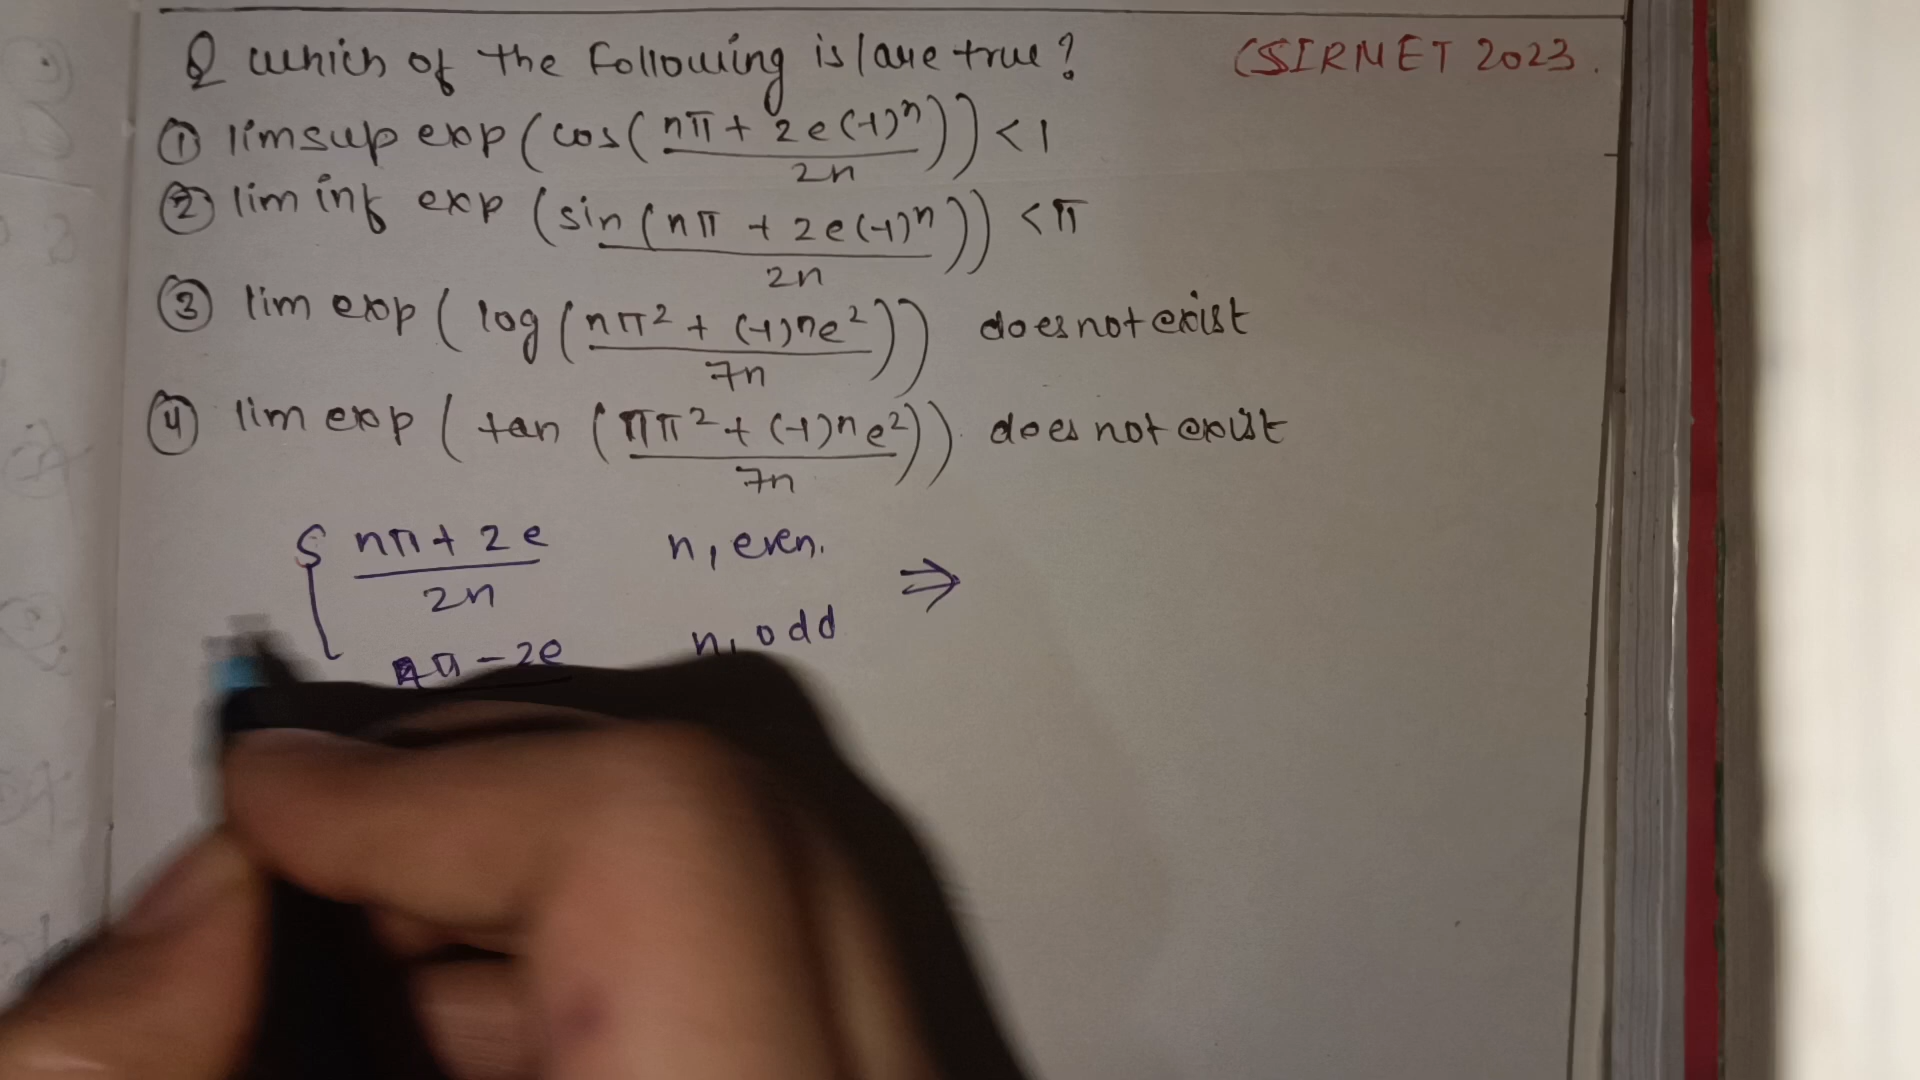 Q which of the following is/are true? CSIRNET 2023.
① limsup exp(cos((nπ + 2e(-1)^n)/2n)) < 1
② lim inf exp (sin((nπ + 2e(-1)^n)/2n)) < π
③ lim exp (log((nπ² + (-1)^n e²)/7n)) does not exist
④ lim exp (tan((nπ² + (-1)^n e²)/7n)). does not exist
{ (nπ + 2e)/2n n, even. ⇒
π - 2e n, odd